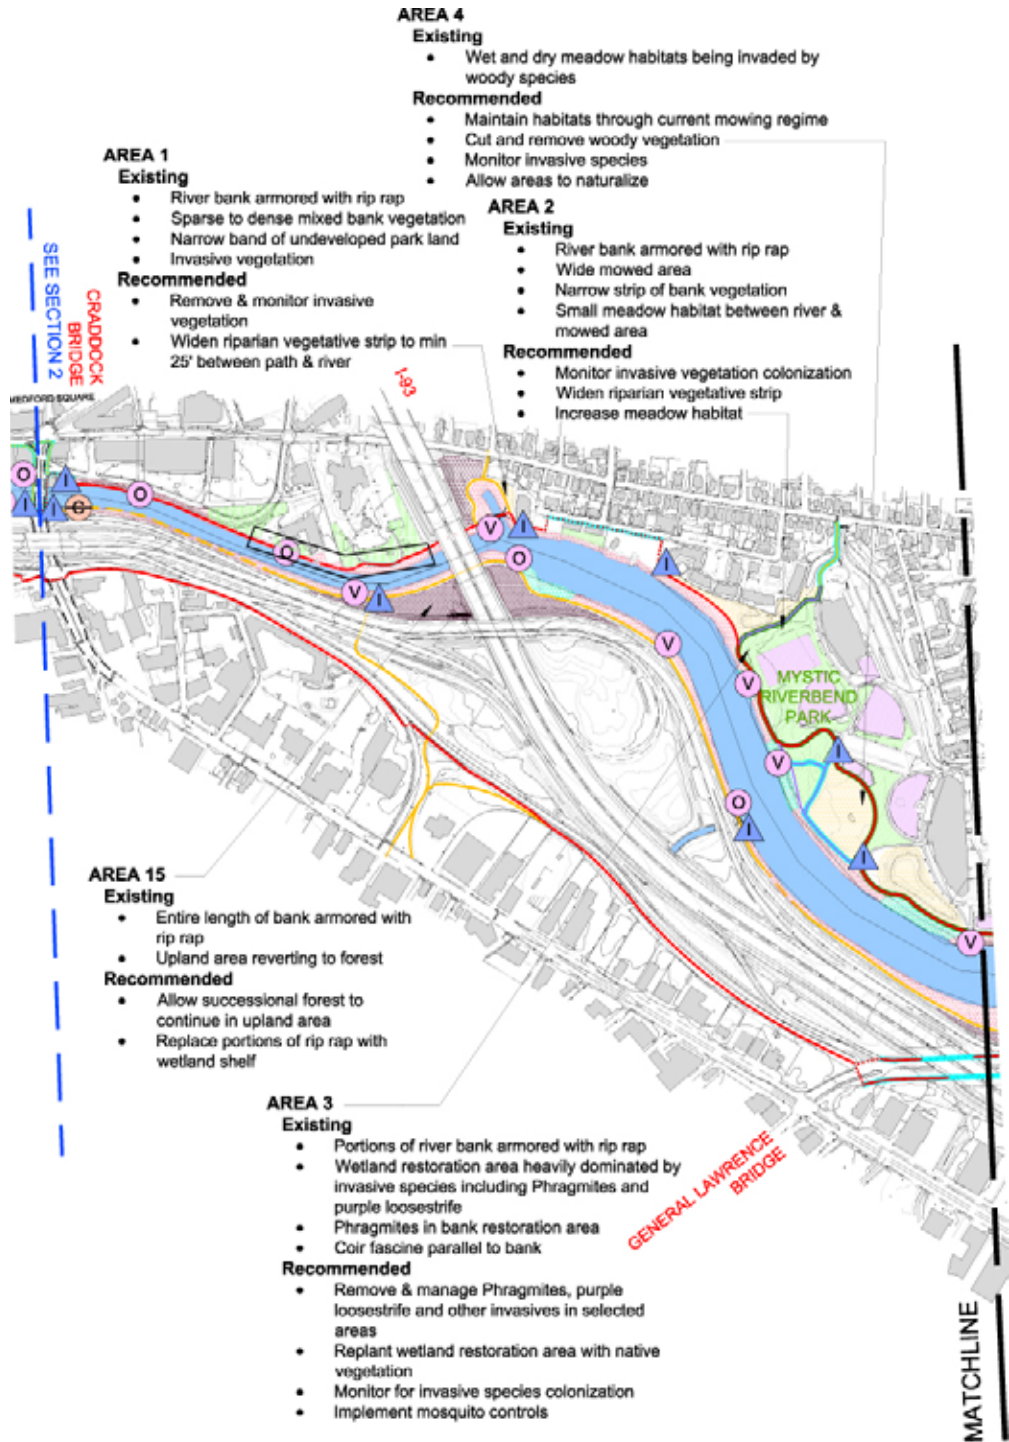 AREA 4
Existing
• Wet and dry meadow habitats being invaded by
woody species
Recommended
• Maintain habitats through current mowing regime
• Cut and remove woody vegetation
• Monitor invasive species
• Allow areas to naturalize
AREA 1
Existing
• River bank armored with rip rap
• Sparse to dense mixed bank vegetation
• Narrow band of undeveloped park land
• Invasive vegetation
Recommended
• Remove & monitor invasive
vegetation
• Widen riparian vegetative strip to min
25' between path & river
AREA 2
Existing
• River bank armored with rip rap
• Wide mowed area
• Narrow strip of bank vegetation
• Small meadow habitat between river &
mowed area
Recommended
• Monitor invasive vegetation colonization
• Widen riparian vegetative strip
• Increase meadow habitat
SEE SECTION 2
CRADDOCK
BRIDGE
MEDFORD SQUARE
I-93
O
I
I
I
C
O
O
V
I
V
I
O
I
V
V
MYSTIC
RIVERBEND
PARK
V
I
O
I
I
V
AREA 15
Existing
• Entire length of bank armored with
rip rap
• Upland area reverting to forest
Recommended
• Allow successional forest to
continue in upland area
• Replace portions of rip rap with
wetland shelf
AREA 3
Existing
• Portions of river bank armored with rip rap
• Wetland restoration area heavily dominated by
invasive species including Phragmites and
purple loosestrife
• Phragmites in bank restoration area
• Coir fascine parallel to bank
Recommended
• Remove & manage Phragmites, purple
loosestrife and other invasives in selected
areas
• Replant wetland restoration area with native
vegetation
• Monitor for invasive species colonization
• Implement mosquito controls
GENERAL LAWRENCE
BRIDGE
MATCHLINE